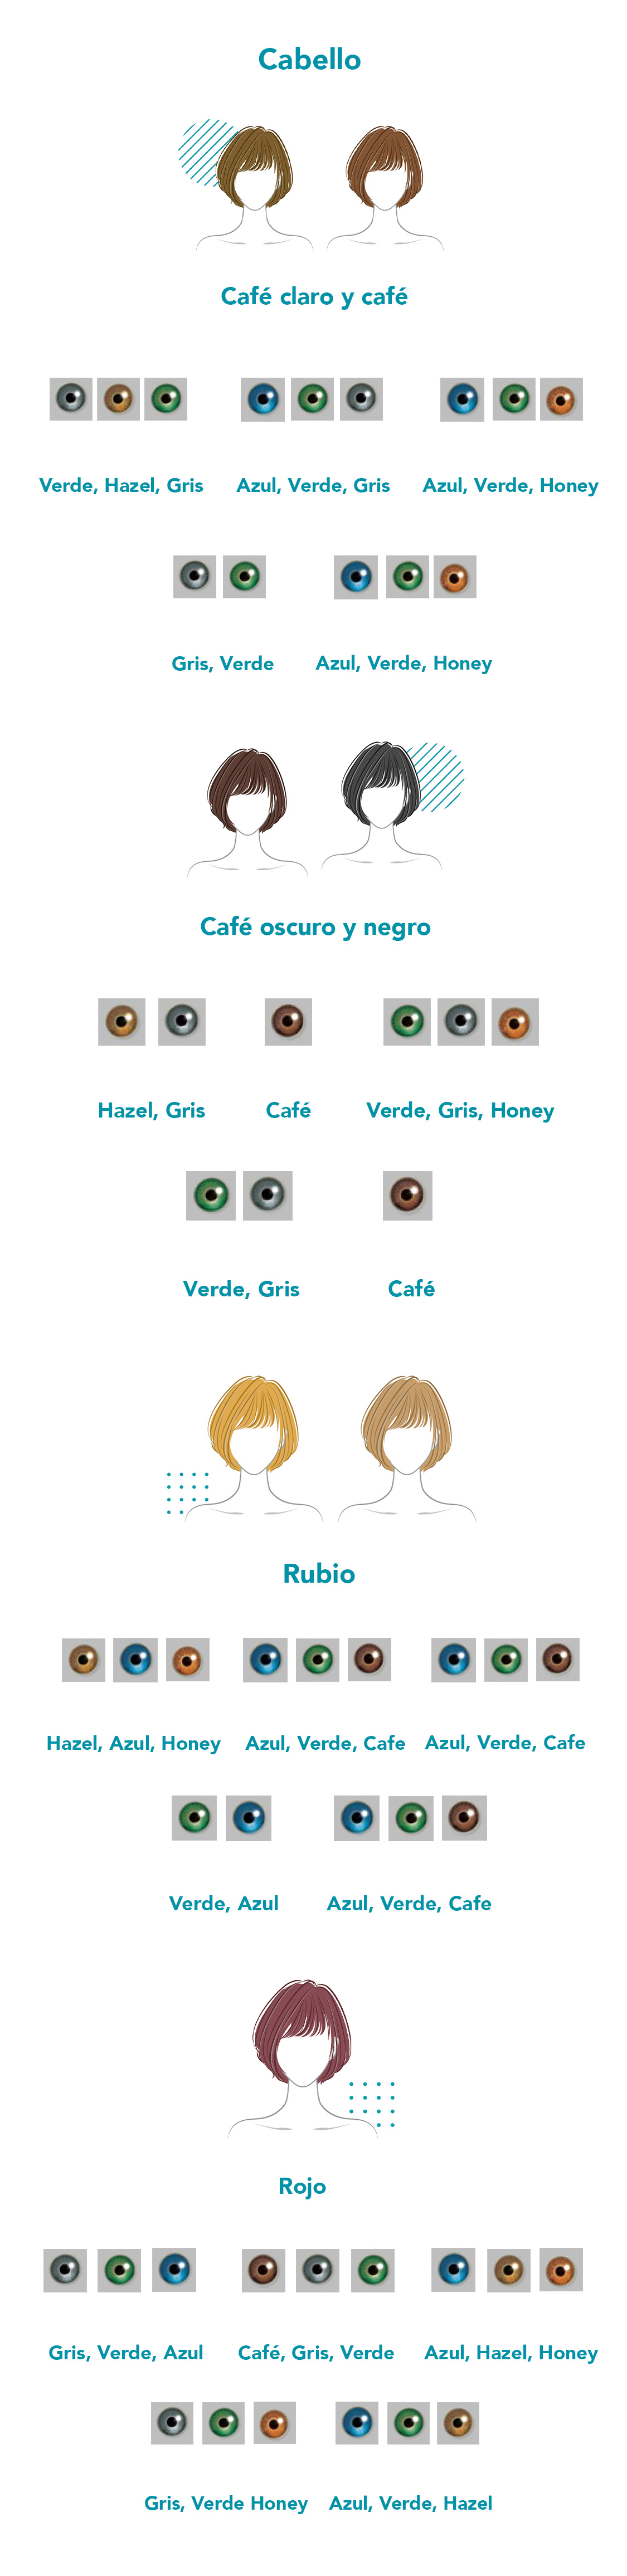 Cabello
Café claro y café
Verde, Hazel, Gris
Azul, Verde, Gris
Azul, Verde, Honey
Gris, Verde
Azul, Verde, Honey
Café oscuro y negro
Hazel, Gris
Café
Verde, Gris, Honey
Verde, Gris
Café
Rubio
Hazel, Azul, Honey
Azul, Verde, Cafe
Azul, Verde, Cafe
Verde, Azul
Azul, Verde, Cafe
Rojo
Gris, Verde, Azul
Café, Gris, Verde
Azul, Hazel, Honey
Gris, Verde Honey
Azul, Verde, Hazel